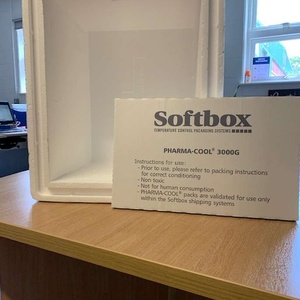 Softbox
TEMPERATURE CONTROL PACKAGING SYSTEMS
PHARMA-COOL® 3000G
Instructions for use:
- Prior to use, please refer to packing instructions
for correct conditioning
- Non toxic
- Not for human consumption
- PHARMA-COOL® packs are validated for use only
within the Softbox shipping systems